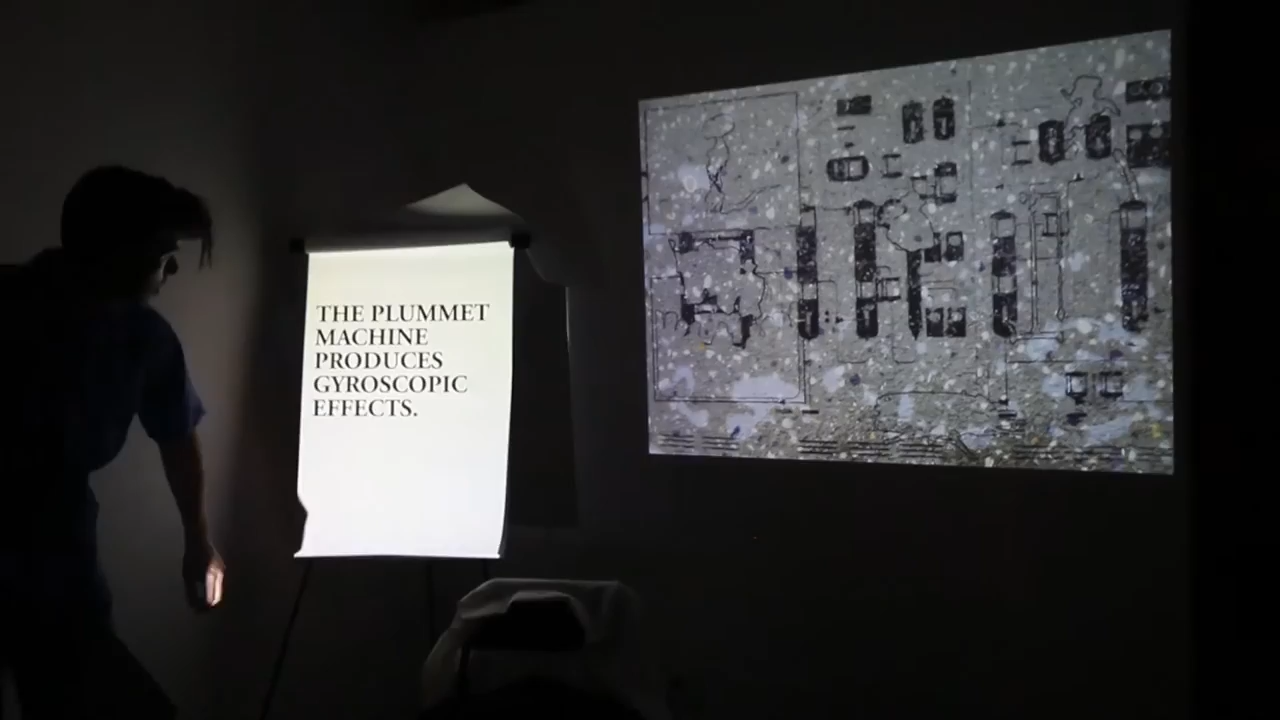 THE PLUMMET
MACHINE
PRODUCES
GYROSCOPIC
EFFECTS.